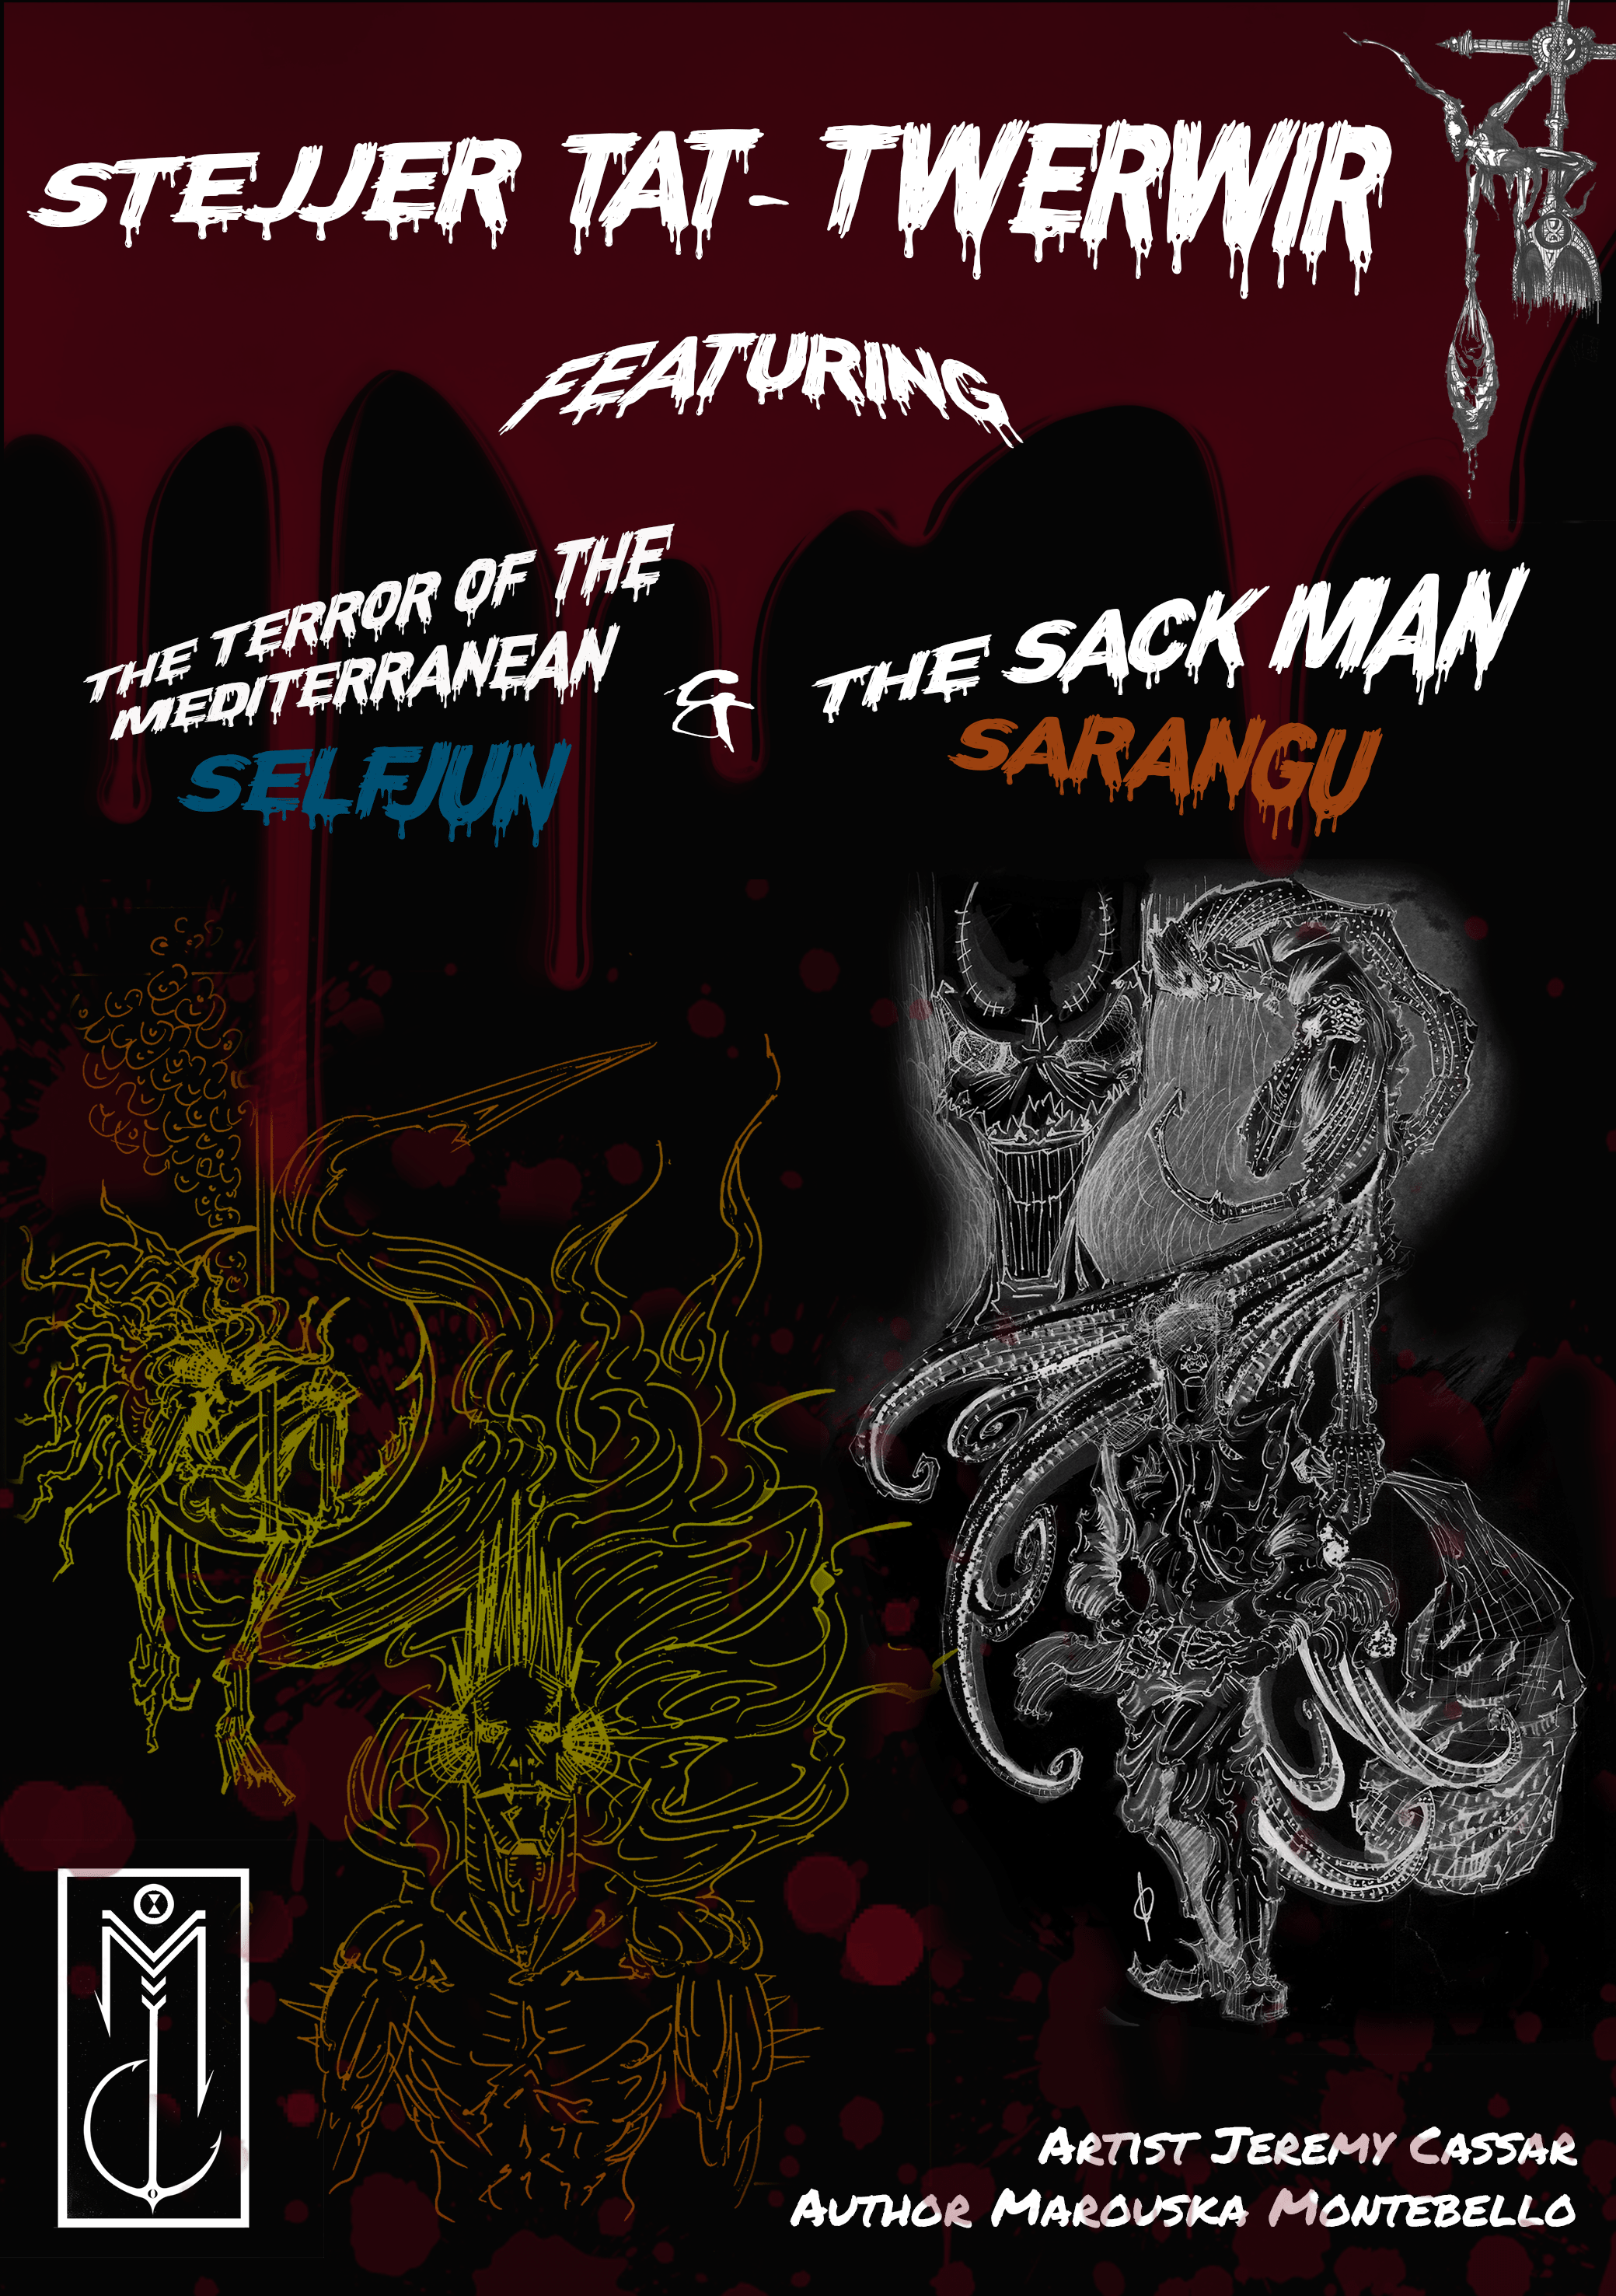 STEJJER TAT- TWERWIR
FEATURING
THE TERROR OF THE
MEDITERRANEAN
SELFJUN
&
THE SACK MAN
SARANGU
ARTIST JEREMY CASSAR
AUTHOR MAROUSKA MONTEBELLO